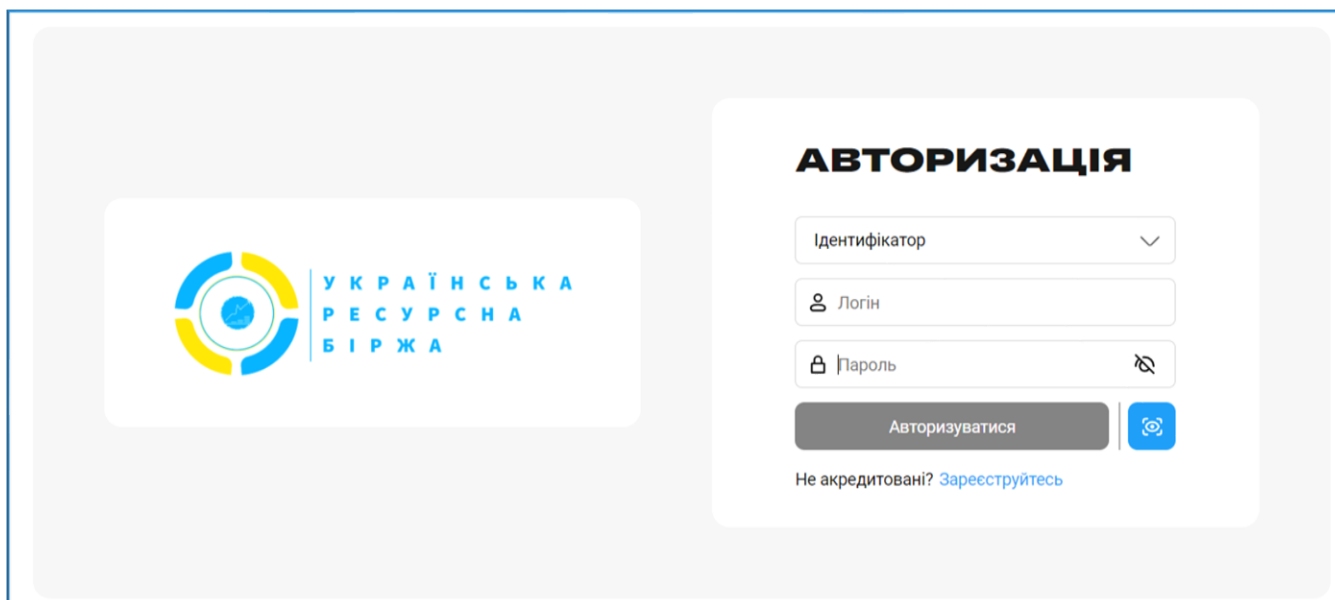 УКРАЇНСЬКА
РЕСУРСНА
БІРЖА
АВТОРИЗАЦІЯ
Ідентифікатор
Логін
Пароль
Авторизуватися
Не акредитовані? Зареєструйтесь